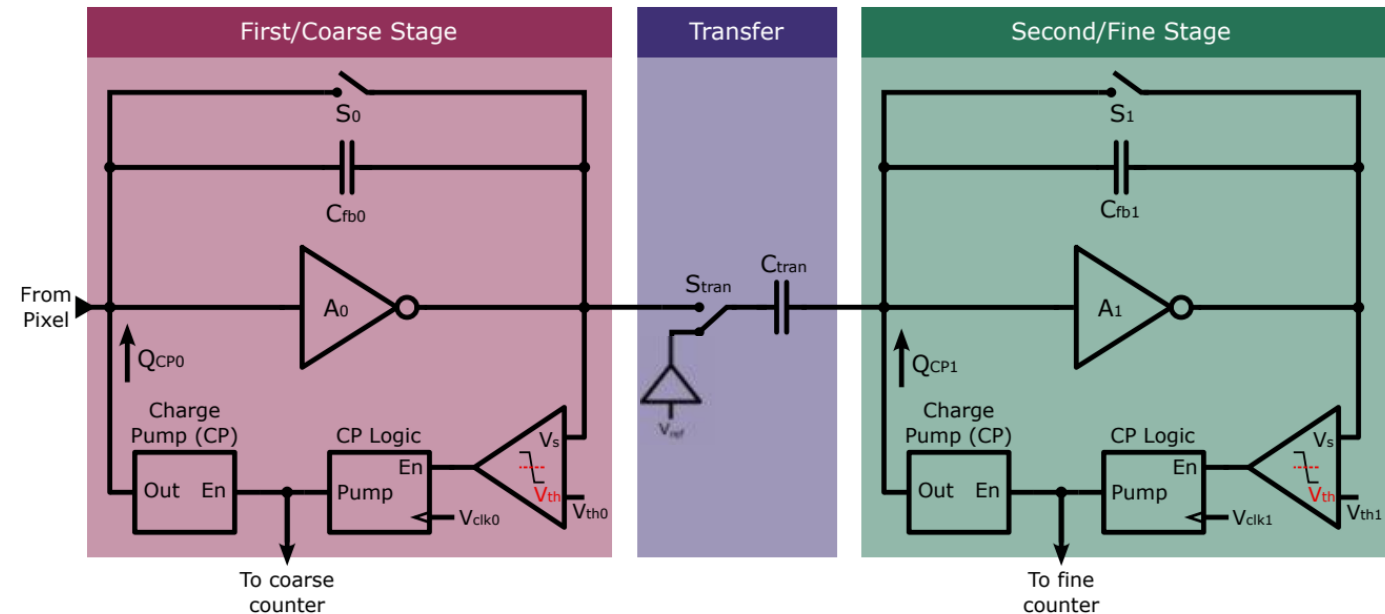 First/Coarse Stage
Transfer
Second/Fine Stage
S0
S1
Cfb0
Cfb1
From
Pixel
A0
Stran
Ctran
A1
QCP0
QCP1
Vref
Charge
Pump (CP)
CP Logic
Vs
Out
En
En
Pump
Vth
Vth0
Vclk0
Charge
Pump (CP)
CP Logic
Vs
Out
En
En
Pump
Vth
Vth1
Vclk1
To coarse
counter
To fine
counter